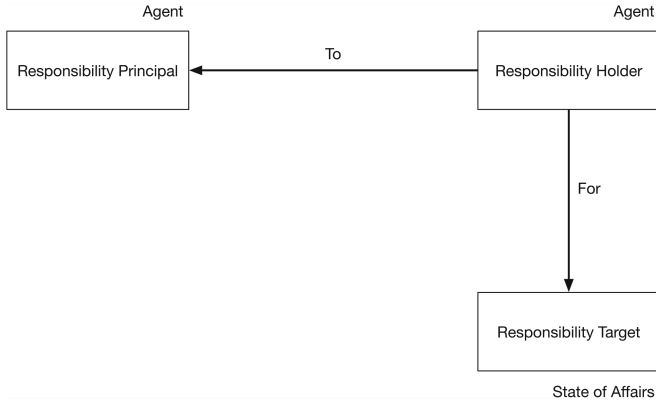 Agent
Agent
Responsibility Principal
To
Responsibility Holder
For
Responsibility Target
State of Affairs